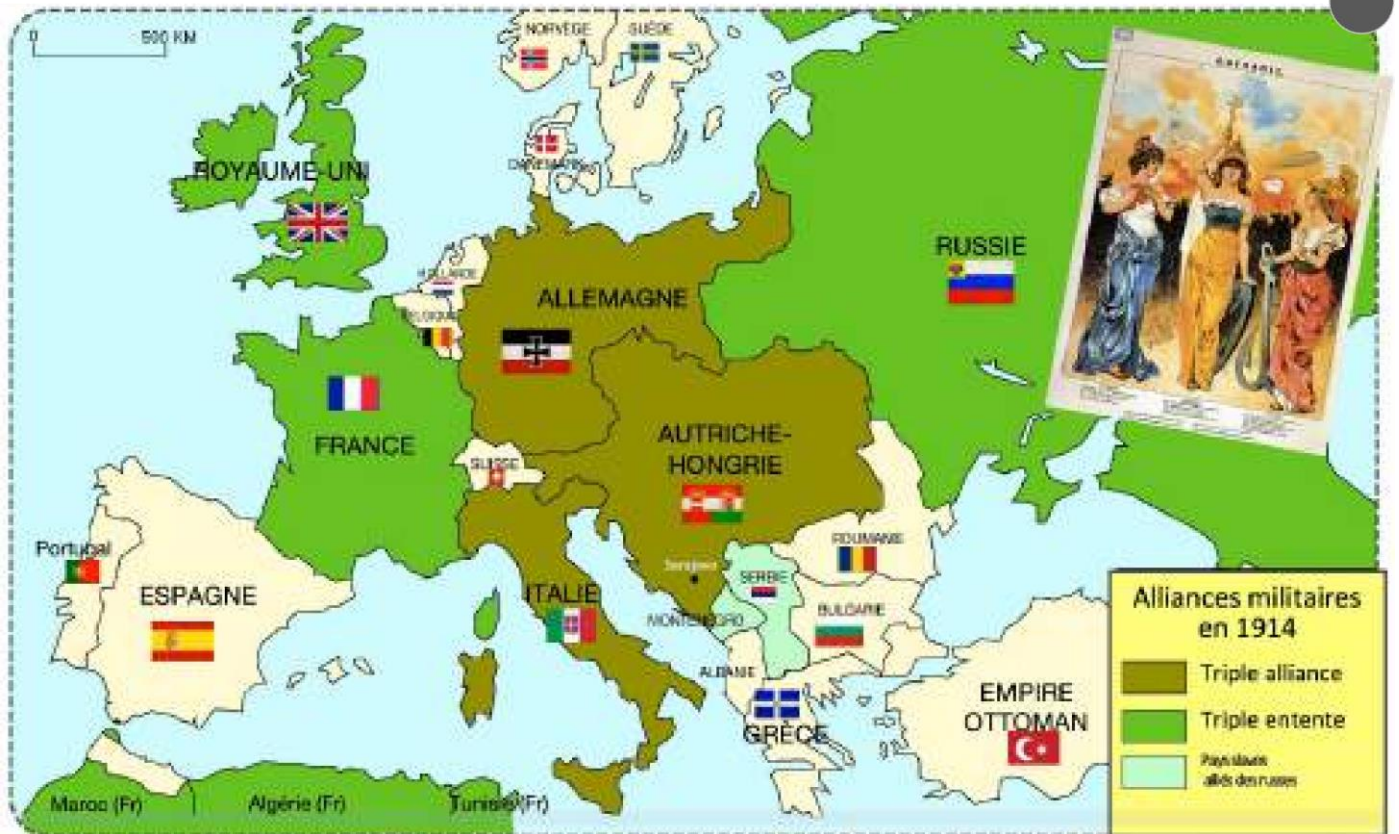 0 500 KM
NORVÈGE
SUÈDE
DANEMARK
ROYAUME-UNI
HOLLANDE
BELGIQUE
ALLEMAGNE
RUSSIE
FRANCE
SUISSE
AUTRICHE-
HONGRIE
Portugal
ESPAGNE
ITALIE
Sarajevo
SERBIE
MONTENEGRO
ROUMANIE
BULGARIE
ALBANIE
GRÈCE
EMPIRE
OTTOMAN
Maroc (Fr)
Algérie (Fr)
Tunisie (Fr)
Alliances militaires
en 1914
Triple alliance
Triple entente
Pays slaves
alliés des russes